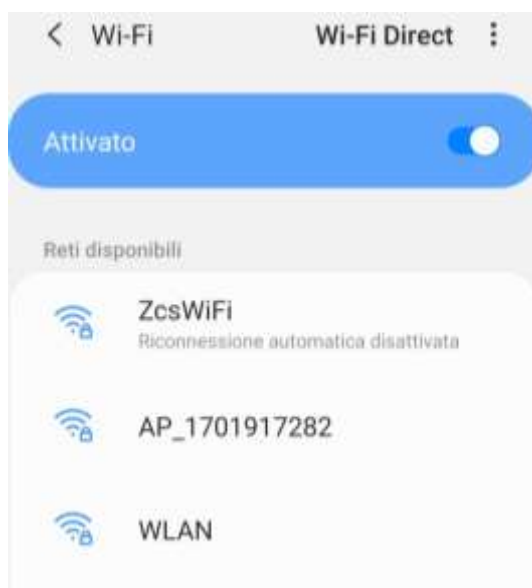 Wi-Fi Wi-Fi Direct
Attivato
Reti disponibili
ZcsWiFi
Riconnessione automatica disattivata
AP_1701917282
WLAN